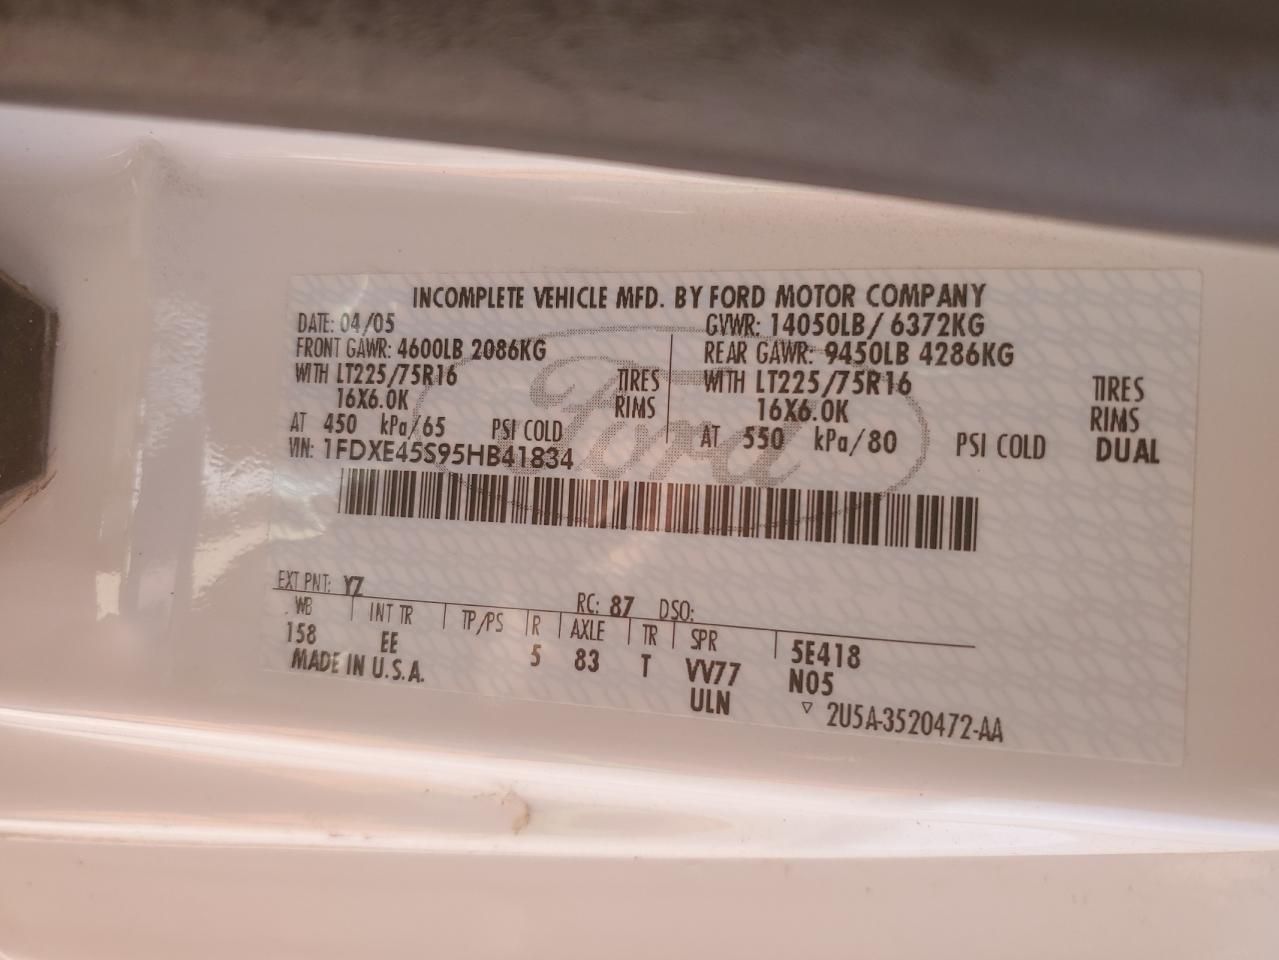 INCOMPLETE VEHICLE MFD. BY FORD MOTOR COMPANY
DATE: 04/05 GVWR: 14050LB/ 6372KG
FRONT GAWR: 4600LB 2086KG REAR GAWR: 9450LB 4286KG
WITH LT225/75R16 TIRES WITH LT225/75R16 TIRES
16X6.0K RIMS 16X6.0K RIMS
AT 450 kPa/65 PSI COLD AT 550 kPa/80 PSI COLD DUAL
VIN: 1FDXE45S95HB41834
Ford
EXT PNT: YZ RC: 87 DSO:
WB INT TR TP/PS R AXLE TR SPR 5E418
158 EE 5 83 T VV77 N05
MADE IN U.S.A. ULN ▽ 2U5A-3520472-AA